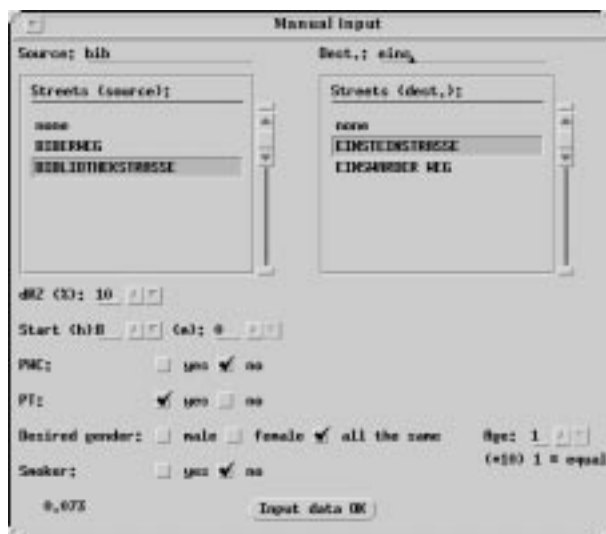 Manual Input
Source: bib
Dest.: eins
Streets (source):
Streets (dest.):
none
BIBERWEG
BIBLIOTHEKSTRASSE
none
EINSTEINSTRASSE
EINSWARDER WEG
dRZ (%): 10
Start (h):8 (m): 0
PHC: yes no
PT: yes no
Desired gender: male female all the same
Age: 1
(*10) 1 = equal
Smoker: yes no
0.07%
Input data OK